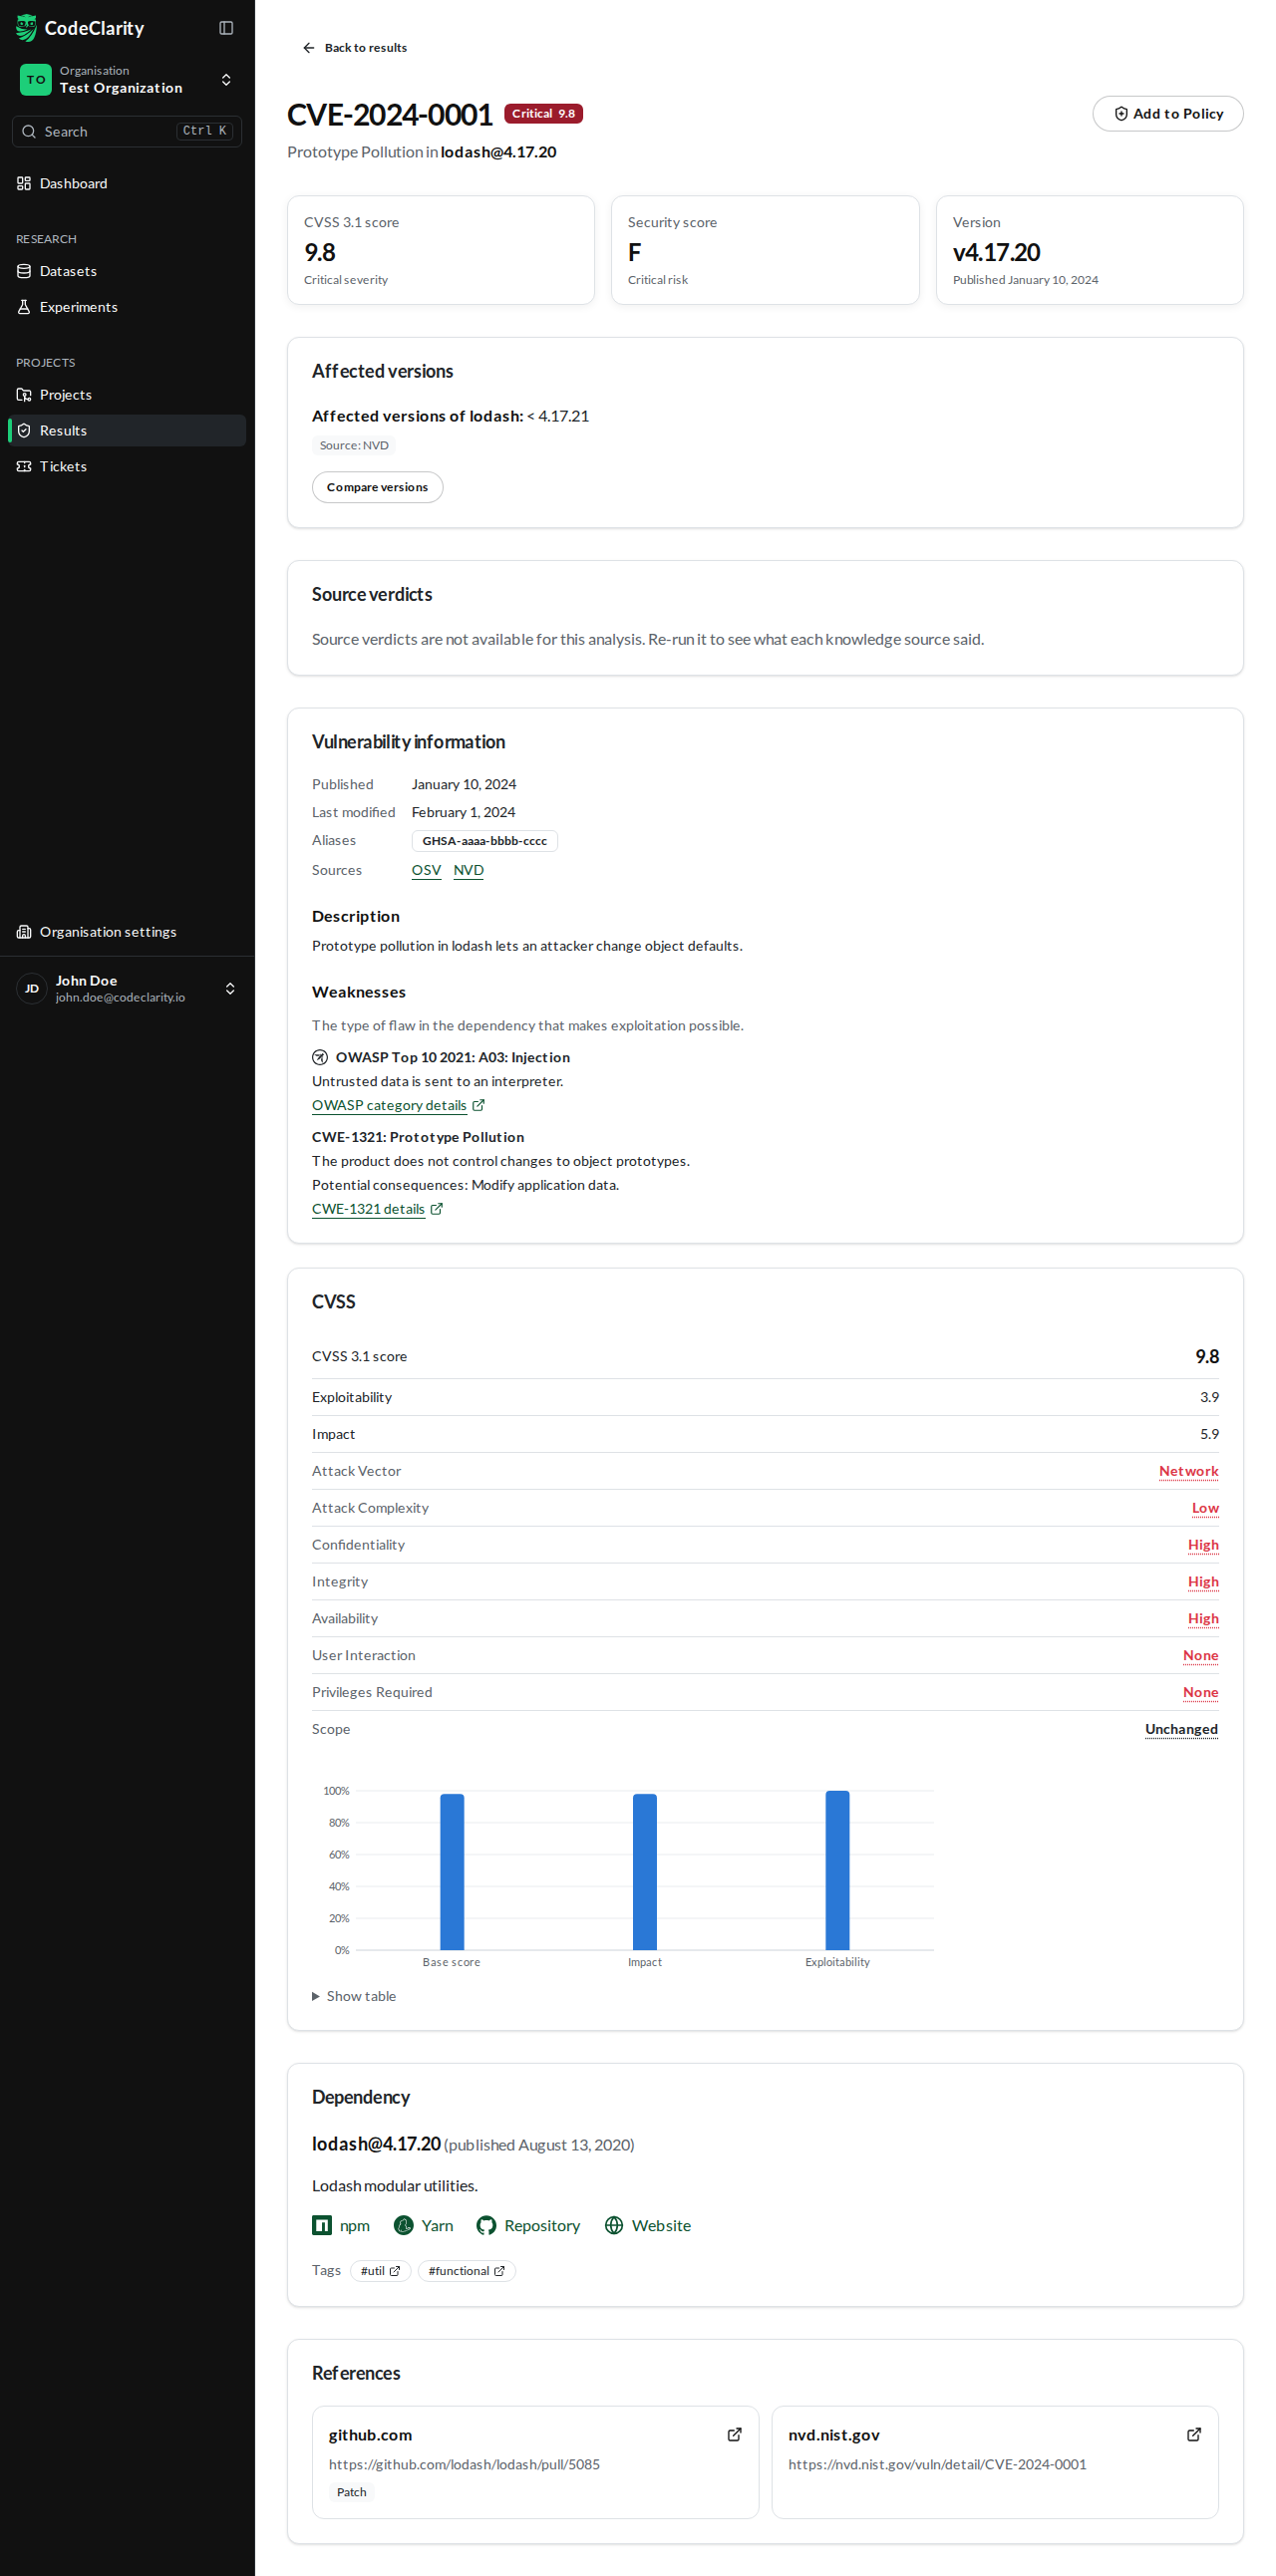 CodeClarity
TO
Organisation
Test Organization
Search
Ctrl K
Dashboard
RESEARCH
Datasets
Experiments
PROJECTS
Projects
Results
Tickets
Organisation settings
JD
John Doe
john.doe@codeclarity.io
Back to results
CVE-2024-0001 Critical 9.8
Add to Policy
Prototype Pollution in lodash@4.17.20
CVSS 3.1 score
9.8
Critical severity
Security score
F
Critical risk
Version
v4.17.20
Published January 10, 2024
Affected versions
Affected versions of lodash: < 4.17.21
Source: NVD
Compare versions
Source verdicts
Source verdicts are not available for this analysis. Re-run it to see what each knowledge source said.
Vulnerability information
Published January 10, 2024
Last modified February 1, 2024
Aliases GHSA-aaaa-bbbb-cccc
Sources OSV NVD
Description
Prototype pollution in lodash lets an attacker change object defaults.
Weaknesses
The type of flaw in the dependency that makes exploitation possible.
OWASP Top 10 2021: A03: Injection
Untrusted data is sent to an interpreter.
OWASP category details
CWE-1321: Prototype Pollution
The product does not control changes to object prototypes.
Potential consequences: Modify application data.
CWE-1321 details
CVSS
CVSS 3.1 score 9.8
Exploitability 3.9
Impact 5.9
Attack Vector Network
Attack Complexity Low
Confidentiality High
Integrity High
Availability High
User Interaction None
Privileges Required None
Scope Unchanged
100%
80%
60%
40%
20%
0%
Base score Impact Exploitability
Show table
Dependency
lodash@4.17.20 (published August 13, 2020)
Lodash modular utilities.
npm Yarn Repository Website
Tags #util #functional
References
github.com
https://github.com/lodash/lodash/pull/5085
Patch
nvd.nist.gov
https://nvd.nist.gov/vuln/detail/CVE-2024-0001